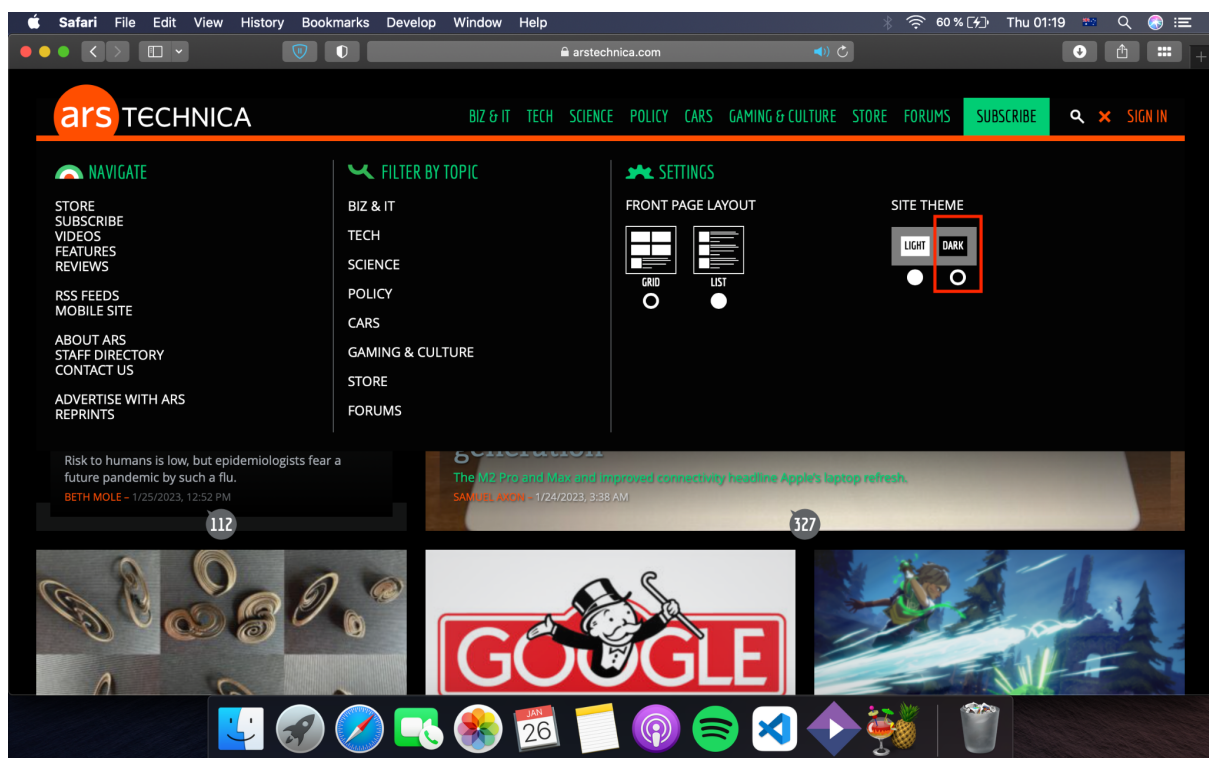 Safari File Edit View History Bookmarks Develop Window Help 60 % Thu 01:19
arstechnica.com
ars TECHNICA
BIZ & IT TECH SCIENCE POLICY CARS GAMING & CULTURE STORE FORUMS SUBSCRIBE SIGN IN
NAVIGATE
STORE
SUBSCRIBE
VIDEOS
FEATURES
REVIEWS
RSS FEEDS
MOBILE SITE
ABOUT ARS
STAFF DIRECTORY
CONTACT US
ADVERTISE WITH ARS
REPRINTS
FILTER BY TOPIC
BIZ & IT
TECH
SCIENCE
POLICY
CARS
GAMING & CULTURE
STORE
FORUMS
SETTINGS
FRONT PAGE LAYOUT
GRID LIST
SITE THEME
LIGHT DARK
Risk to humans is low, but epidemiologists fear a
future pandemic by such a flu.
BETH MOLE – 1/25/2023, 12:52 PM
112
generation
The M2 Pro and Max and improved connectivity headline Apple's laptop refresh.
SAMUEL AXON – 1/24/2023, 3:38 AM
327
GOOGLE
JAN
26